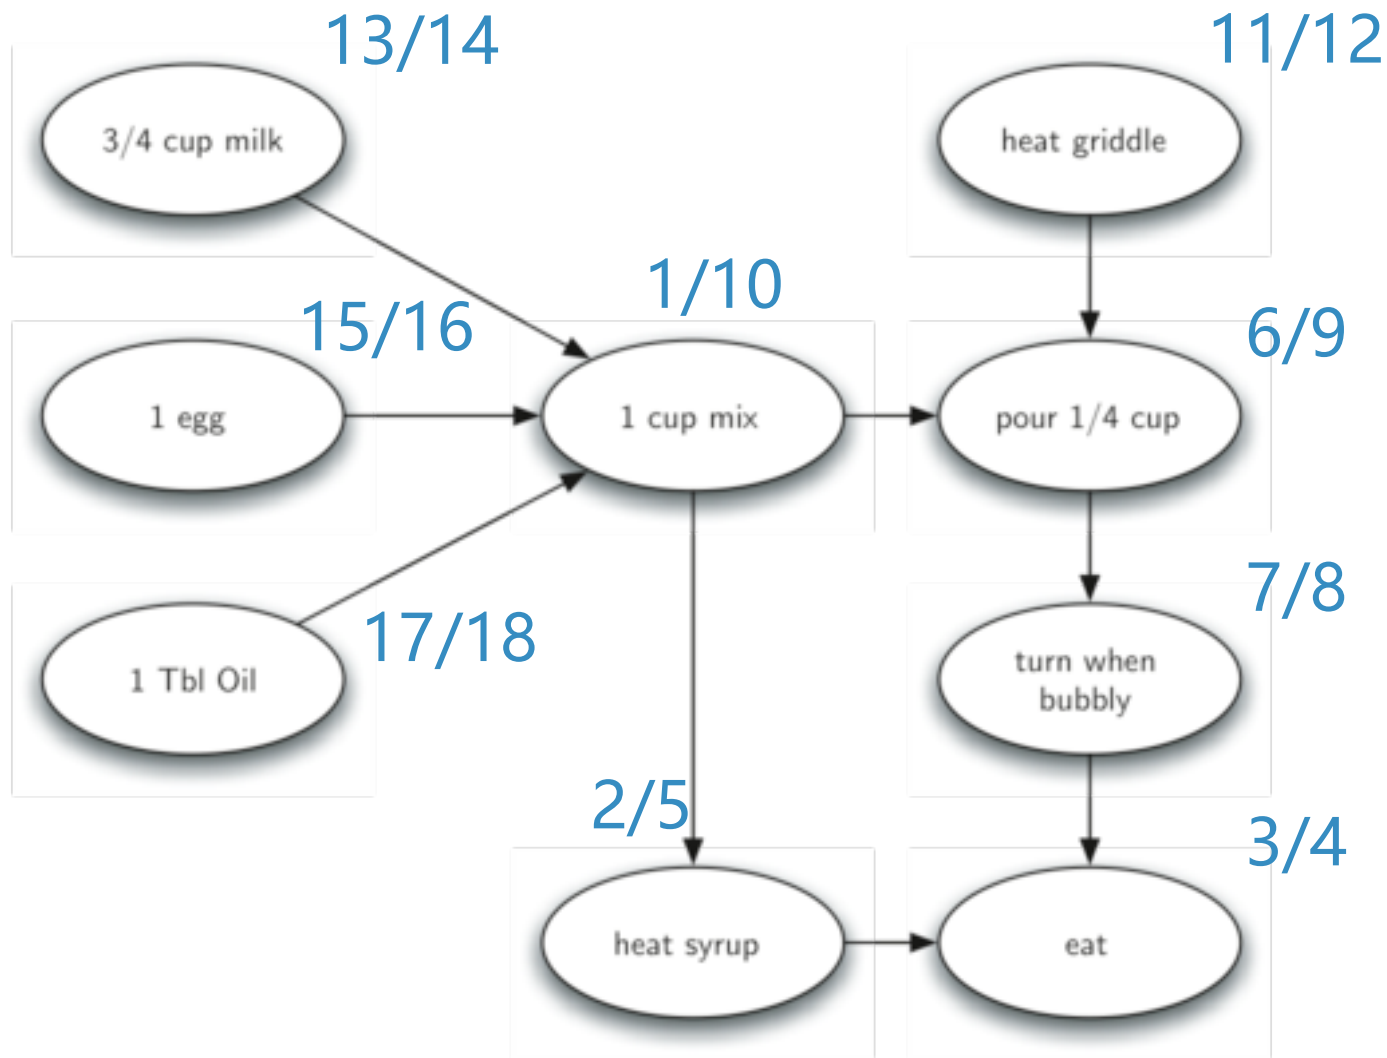 13/14
11/12
3/4 cup milk
heat griddle
1/10
15/16
6/9
1 egg
1 cup mix
pour 1/4 cup
7/8
17/18
1 Tbl Oil
turn when
bubbly
2/5
3/4
heat syrup
eat